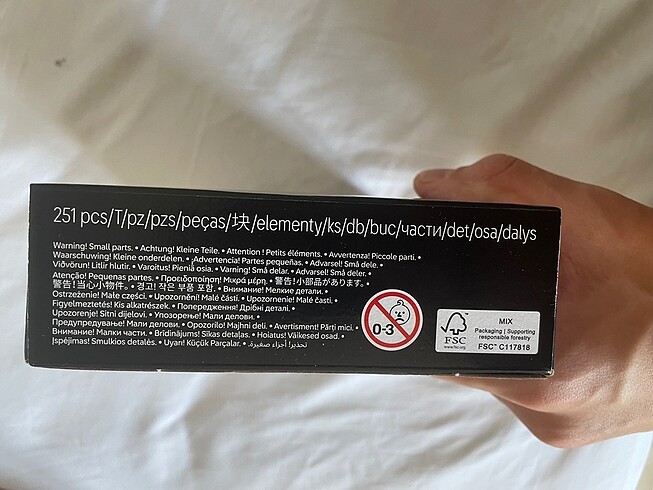 251 pcs/T/pz/pzs/peças/块/elementy/ks/db/buc/части/det/osa/dalys
Warning! Small parts. • Achtung! Kleine Teile. • Attention ! Petits éléments. • Avvertenza! Piccole parti. •
Waarschuwing! Kleine onderdelen. • ¡Advertencia! Partes pequeñas. • Advarsel! Små dele. •
Viðvörun! Litlir hlutir. • Varoitus! Pieniä osia. • Varning! Små delar. • Advarsel! Små deler. •
Atenção! Pequenas partes. • Προειδοποίηση! Μικρά μέρη. • 警告!小部品があります。 •
警告!当心小物件。 • 경고! 작은 부품 포함. • Внимание! Мелкие детали. •
Ostrzeżenie! Małe części. • Upozornění! Malé části. • Upozornenie! Malé časti. •
Figyelmeztetés! Kis alkatrészek. • Попередження! Дрібні деталі. •
Upozorenje! Sitni dijelovi. • Упозорење! Мали делови. •
Предупредување! Мали делови. • Opozorilo! Majhni deli. • Avertisment! Părți mici. •
Внимание! Малки части. • Brīdinājums! Sīkas detaļas. • Hoiatus! Väikesed osad. •
Įspėjimas! Smulkios detalės. • Uyarı! Küçük Parçalar. • تحذير! أجزاء صغيرة.
0-3
FSC
www.fsc.org
MIX
Packaging | Supporting
responsible forestry
FSC™ C117818